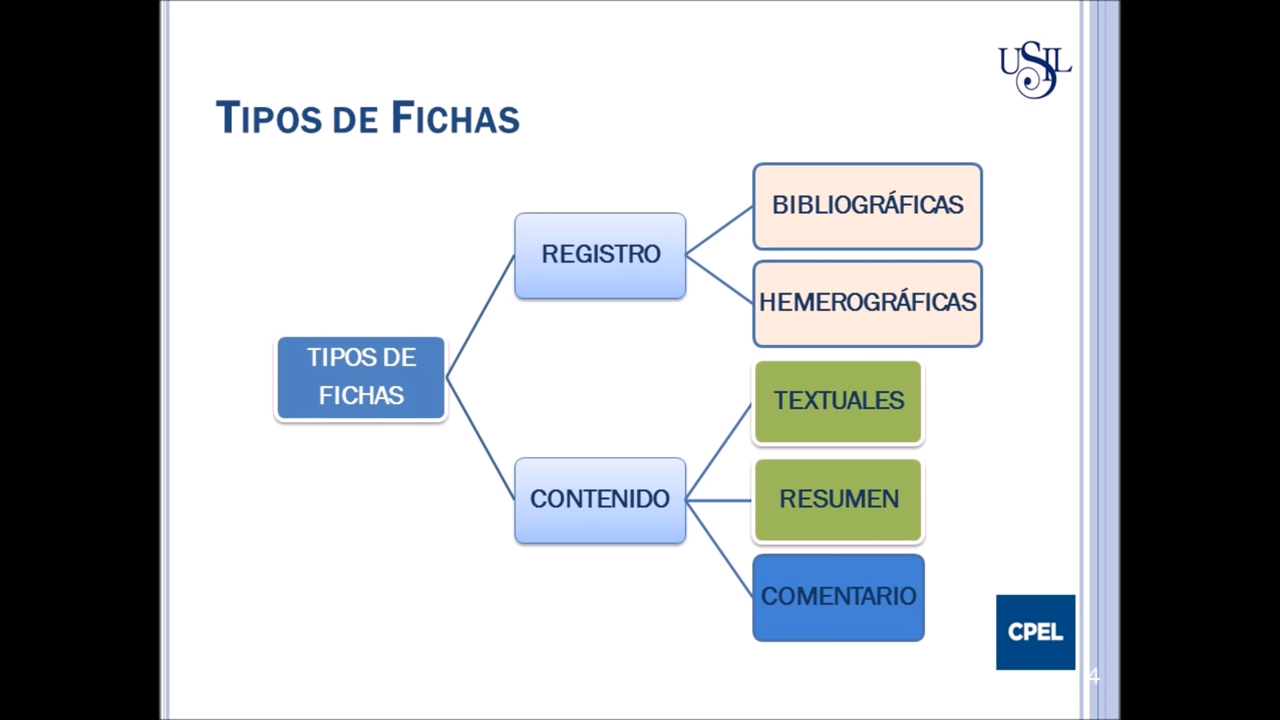 USIL
TIPOS DE FICHAS
BIBLIOGRÁFICAS
REGISTRO
HEMEROGRÁFICAS
TIPOS DE
FICHAS
TEXTUALES
CONTENIDO
RESUMEN
COMENTARIO
CPEL
4